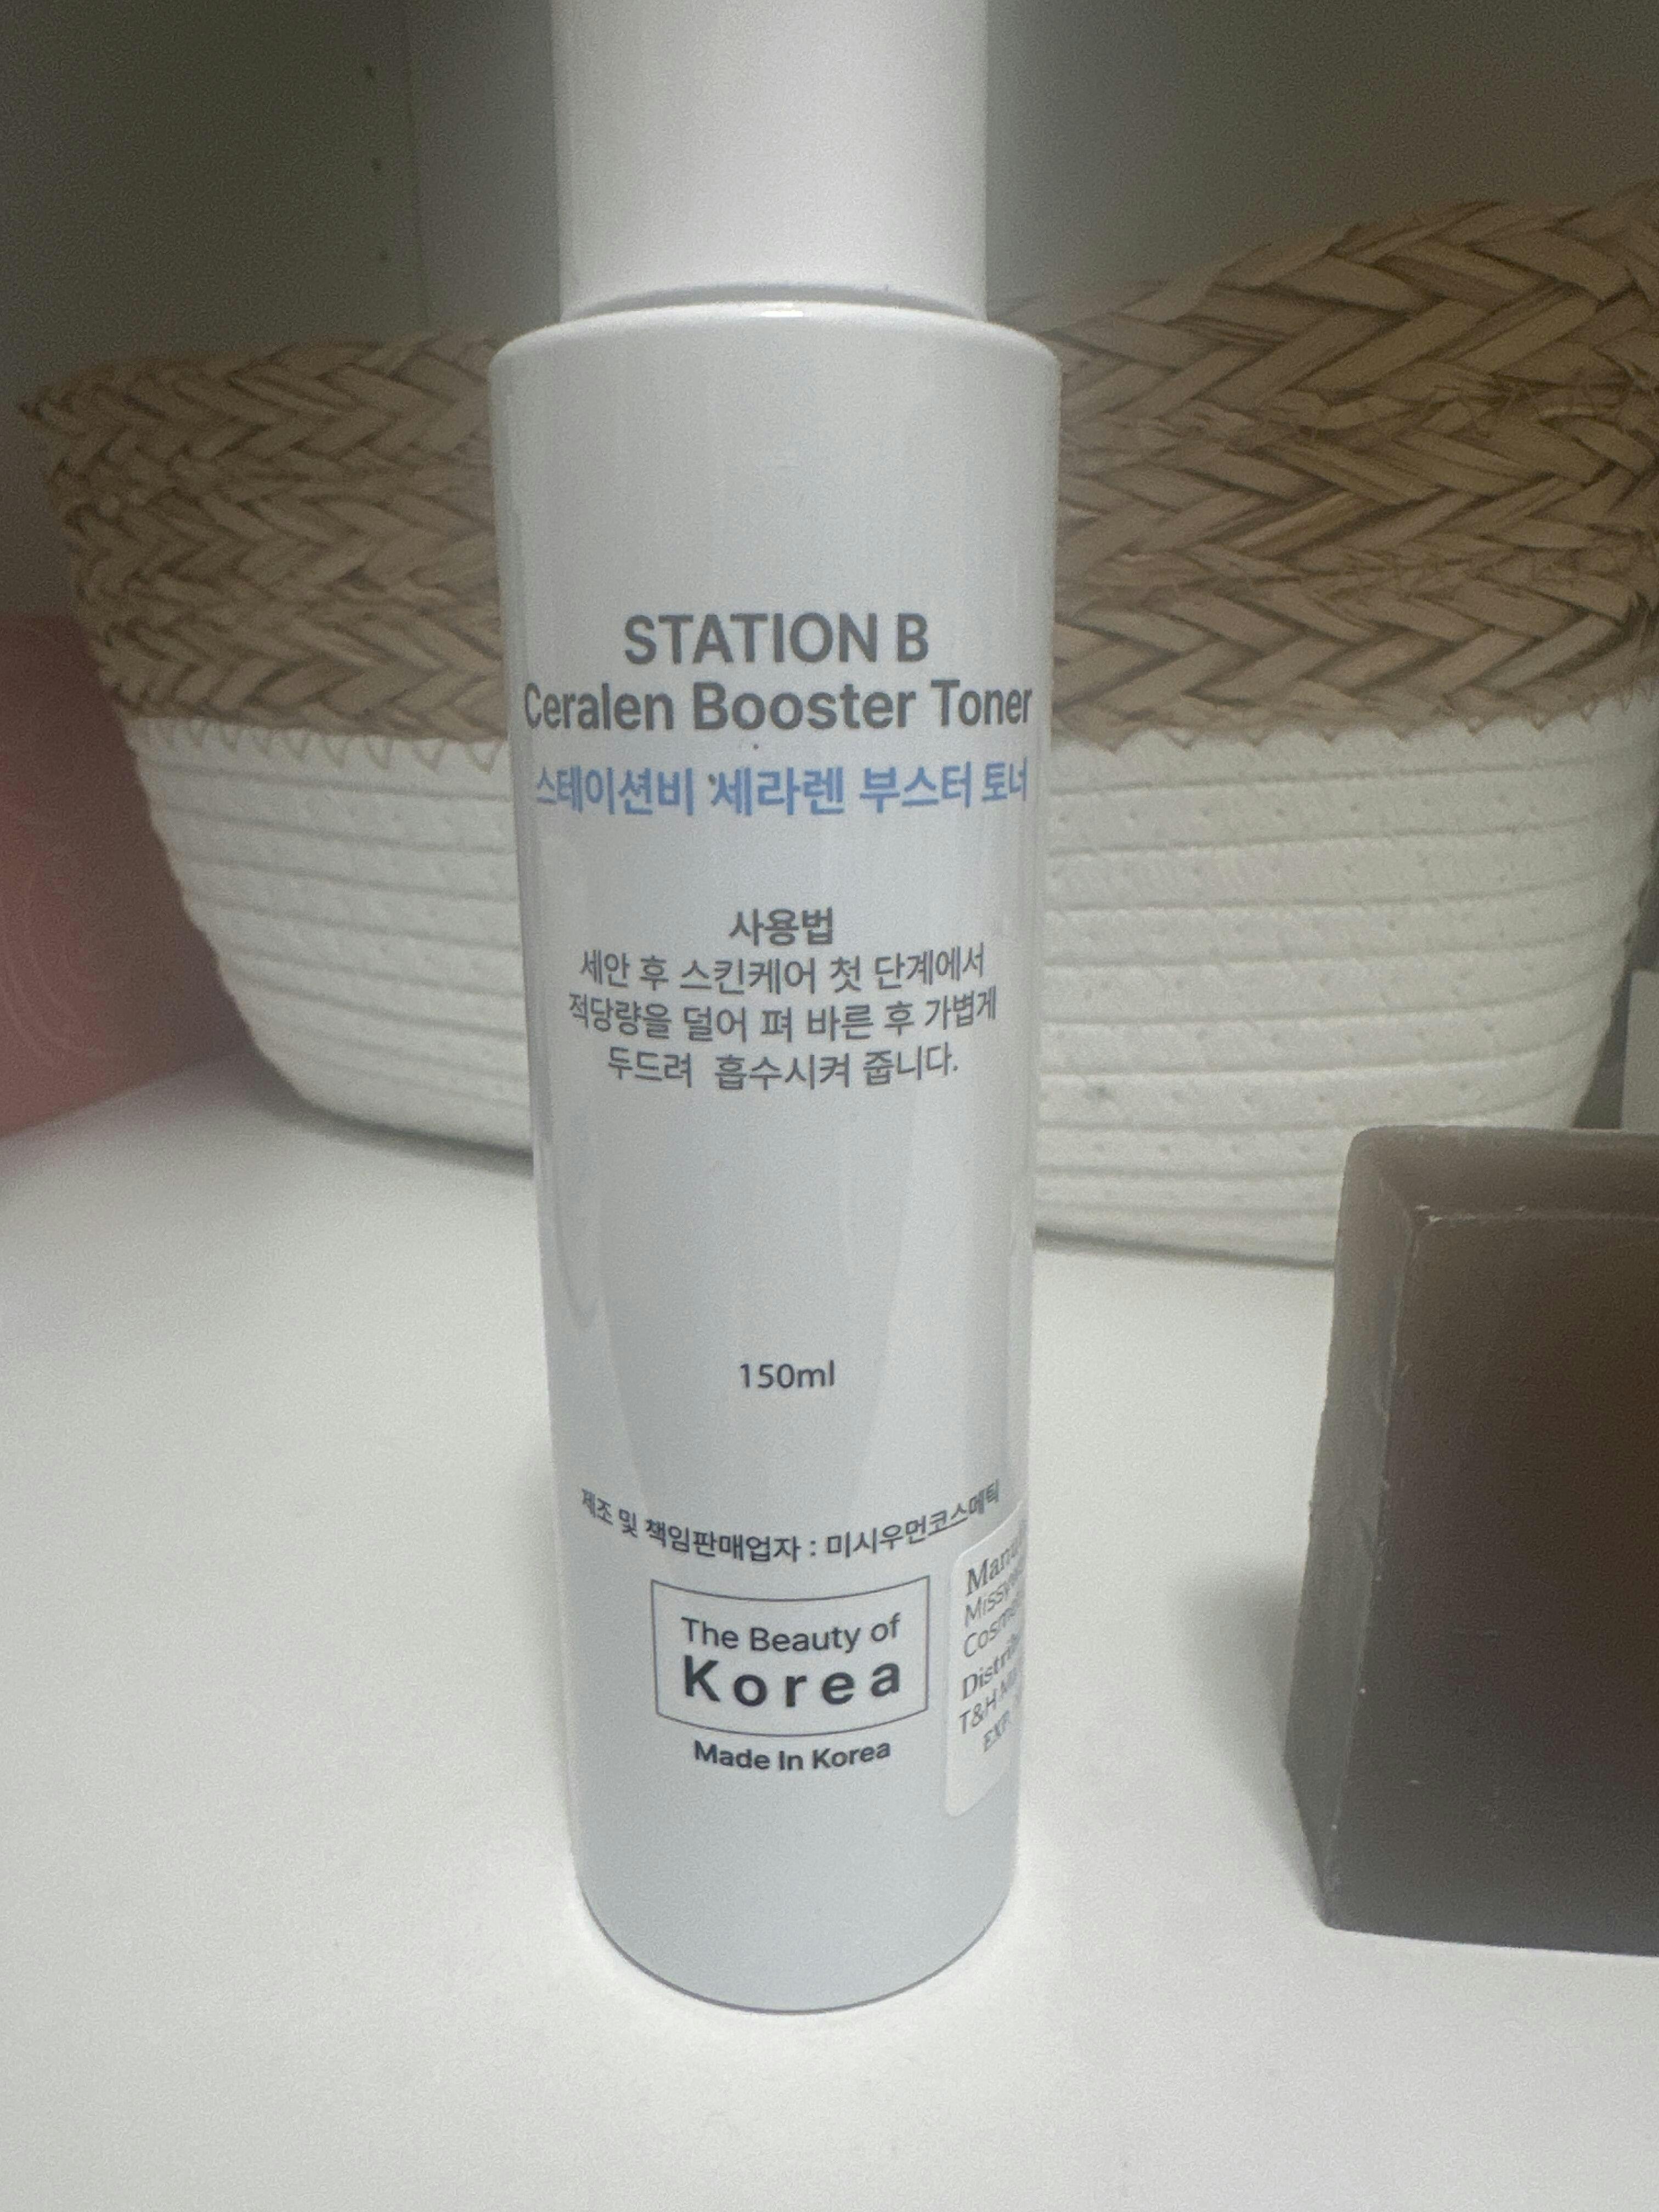 STATION B
Ceralen Booster Toner
스테이션비 세라렌 부스터 토너
사용법
세안 후 스킨케어 첫 단계에서
적당량을 덜어 펴 바른 후 가볍게
두드려 흡수시켜 줍니다.
150ml
제조 및 책임판매업자 : 미시우먼코스메틱
The Beauty of
Korea
Made In Korea
T&H
EXP.